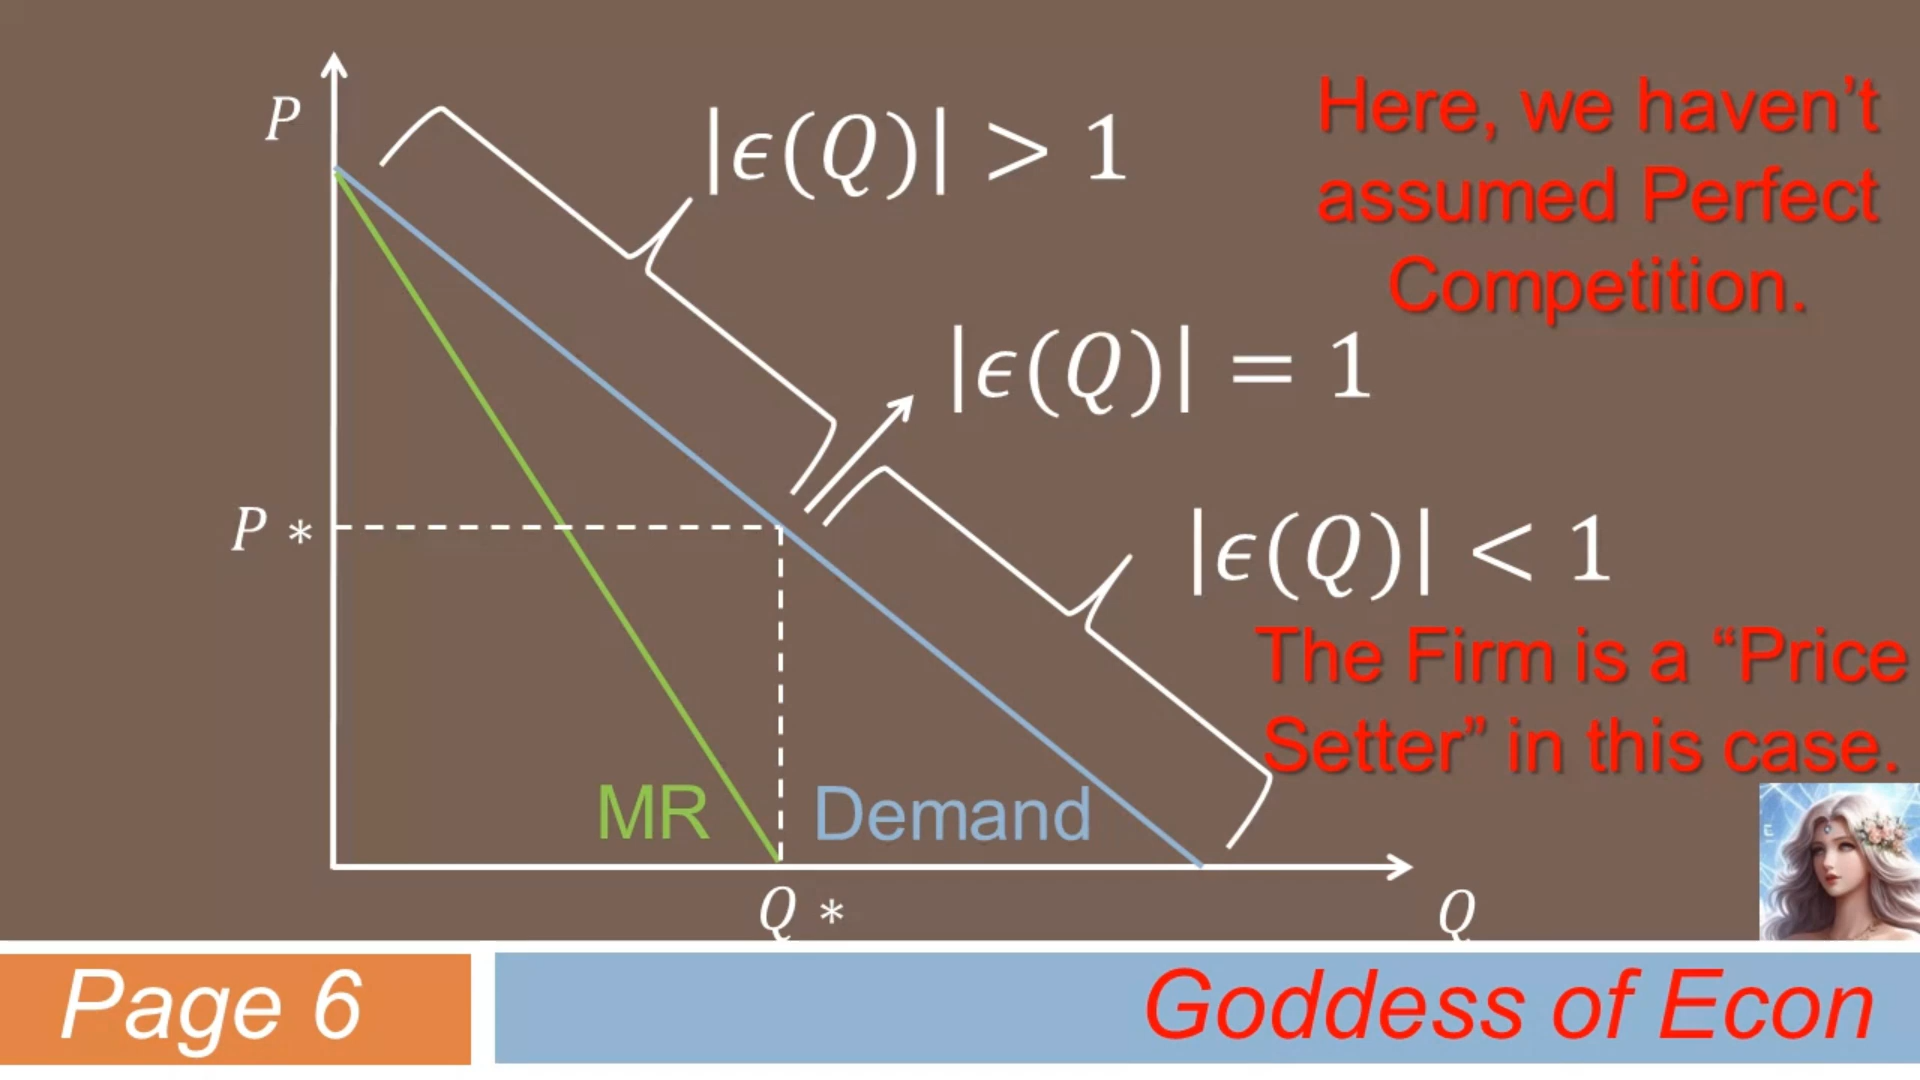 P
|ϵ(Q)| > 1
Here, we haven’t
assumed Perfect
Competition.
|ϵ(Q)| = 1
P *
|ϵ(Q)| < 1
The Firm is a “Price
Setter” in this case.
MR
Demand
Q *
Q
Page 6
Goddess of Econ